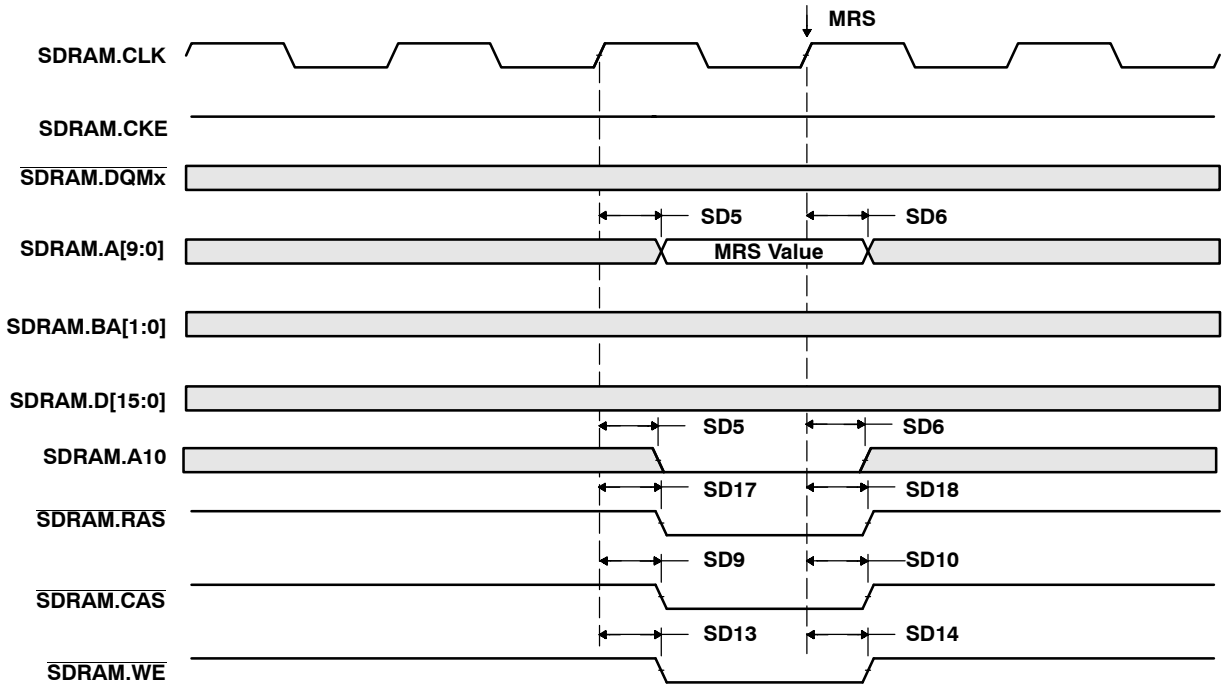 MRS
SDRAM.CLK
SDRAM.CKE
SDRAM.DQMx
SD5 SD6
SDRAM.A[9:0] MRS Value
SDRAM.BA[1:0]
SDRAM.D[15:0]
SD5 SD6
SDRAM.A10
SD17 SD18
SDRAM.RAS
SD9 SD10
SDRAM.CAS
SD13 SD14
SDRAM.WE